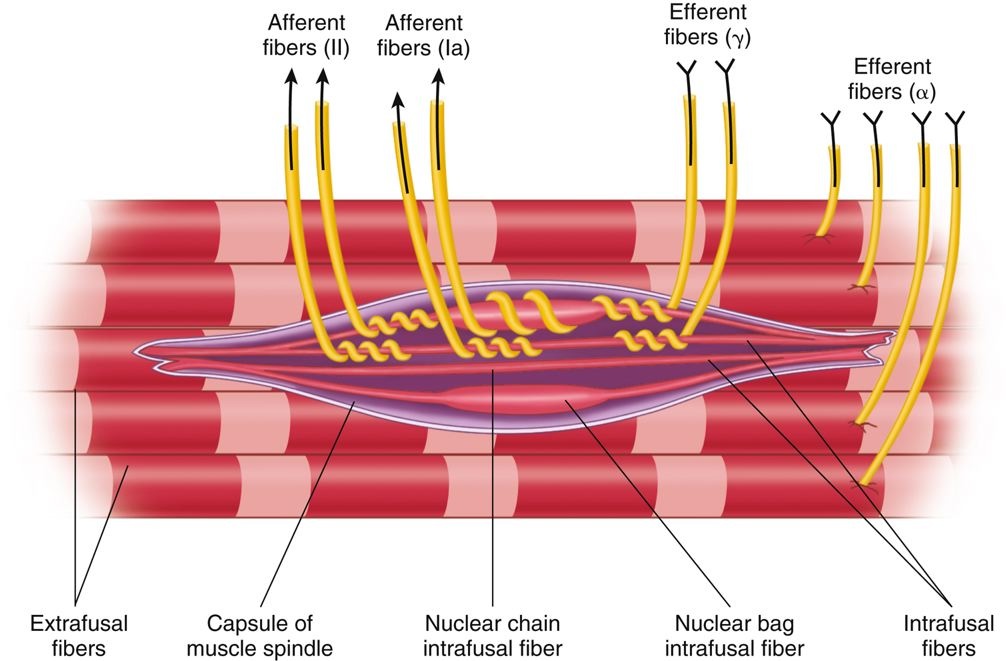 Afferent
fibers (II)
Afferent
fibers (Ia)
Efferent
fibers (γ)
Efferent
fibers (α)
Extrafusal
fibers
Capsule of
muscle spindle
Nuclear chain
intrafusal fiber
Nuclear bag
intrafusal fiber
Intrafusal
fibers